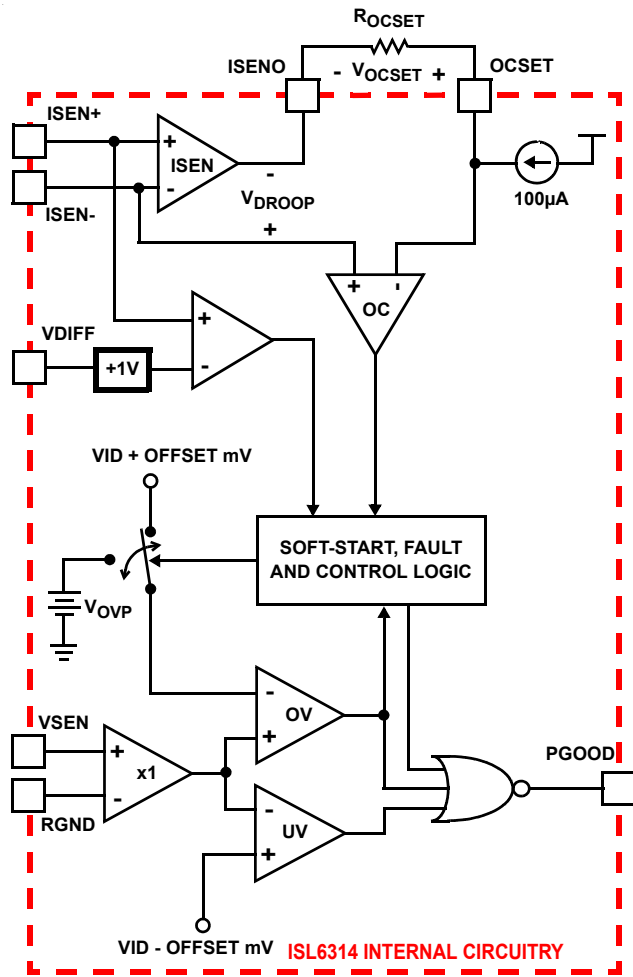 ROCSET
ISENO
- VOCSET +
OCSET
ISEN+
+
ISEN
-
-
VDROOP
+
100µA
ISEN-
+ -
OC
VDIFF
+1V
+
-
VID + OFFSET mV
SOFT-START, FAULT
AND CONTROL LOGIC
VOVP
-
OV
+
VSEN
+
x1
-
RGND
PGOOD
-
UV
+
VID - OFFSET mV
ISL6314 INTERNAL CIRCUITRY